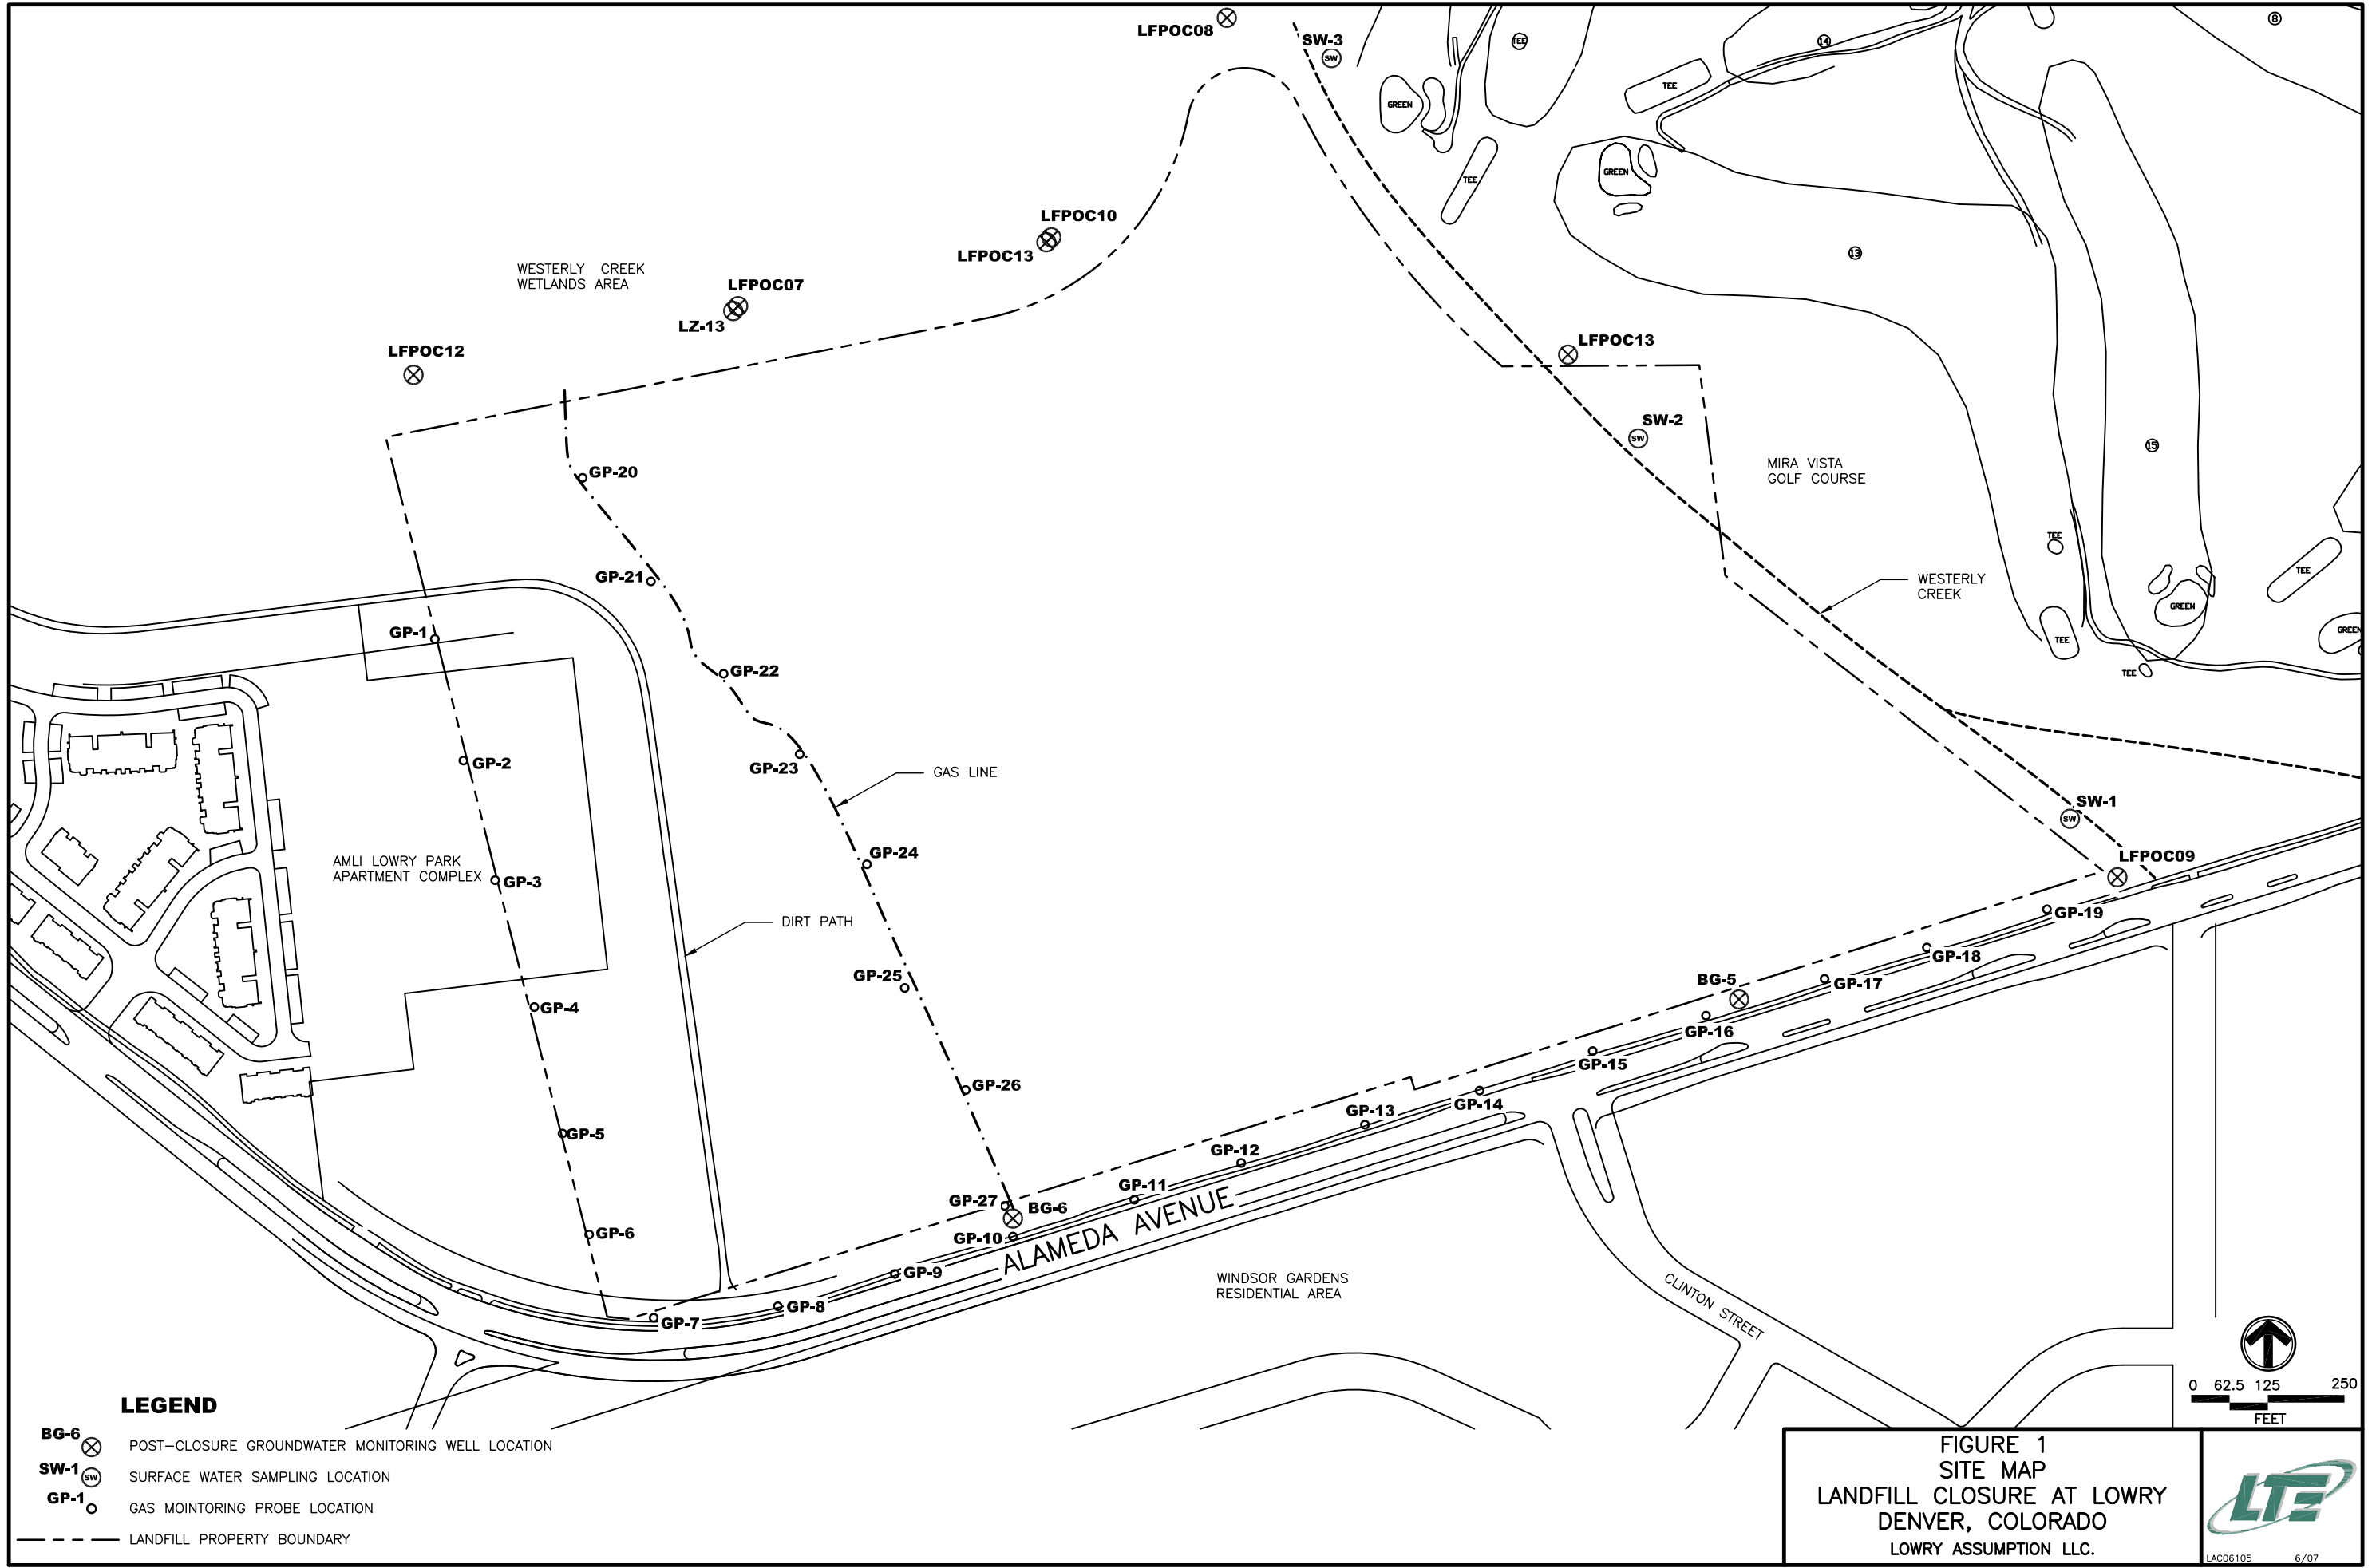 LFPOC08
SW-3
SW
TEE
14
8
TEE
GREEN
TEE
GREEN
13
LFPOC10
LFPOC13
WESTERLY CREEK
WETLANDS AREA
LFPOC07
LZ-13
LFPOC12
LFPOC13
SW-2
SW
15
MIRA VISTA
GOLF COURSE
GP-20
GP-21
TEE
TEE
WESTERLY
CREEK
GREEN
GREEN
TEE
TEE
GP-1
GP-22
GP-2
GP-23
GAS LINE
SW-1
SW
LFPOC09
GP-24
AMLI LOWRY PARK
APARTMENT COMPLEX
GP-3
DIRT PATH
GP-19
GP-18
GP-25
BG-5
GP-17
GP-4
GP-16
GP-15
GP-26
GP-14
GP-13
GP-5
GP-12
GP-11
GP-27
BG-6
GP-6
GP-10
ALAMEDA AVENUE
GP-9
GP-8
GP-7
WINDSOR GARDENS
RESIDENTIAL AREA
CLINTON STREET
0 62.5 125 250
FEET
LEGEND
BG-6
POST-CLOSURE GROUNDWATER MONITORING WELL LOCATION
SW-1
SW
SURFACE WATER SAMPLING LOCATION
GP-1
GAS MOINTORING PROBE LOCATION
LANDFILL PROPERTY BOUNDARY
FIGURE 1
SITE MAP
LANDFILL CLOSURE AT LOWRY
DENVER, COLORADO
LOWRY ASSUMPTION LLC.
LTE
LAC06105 6/07